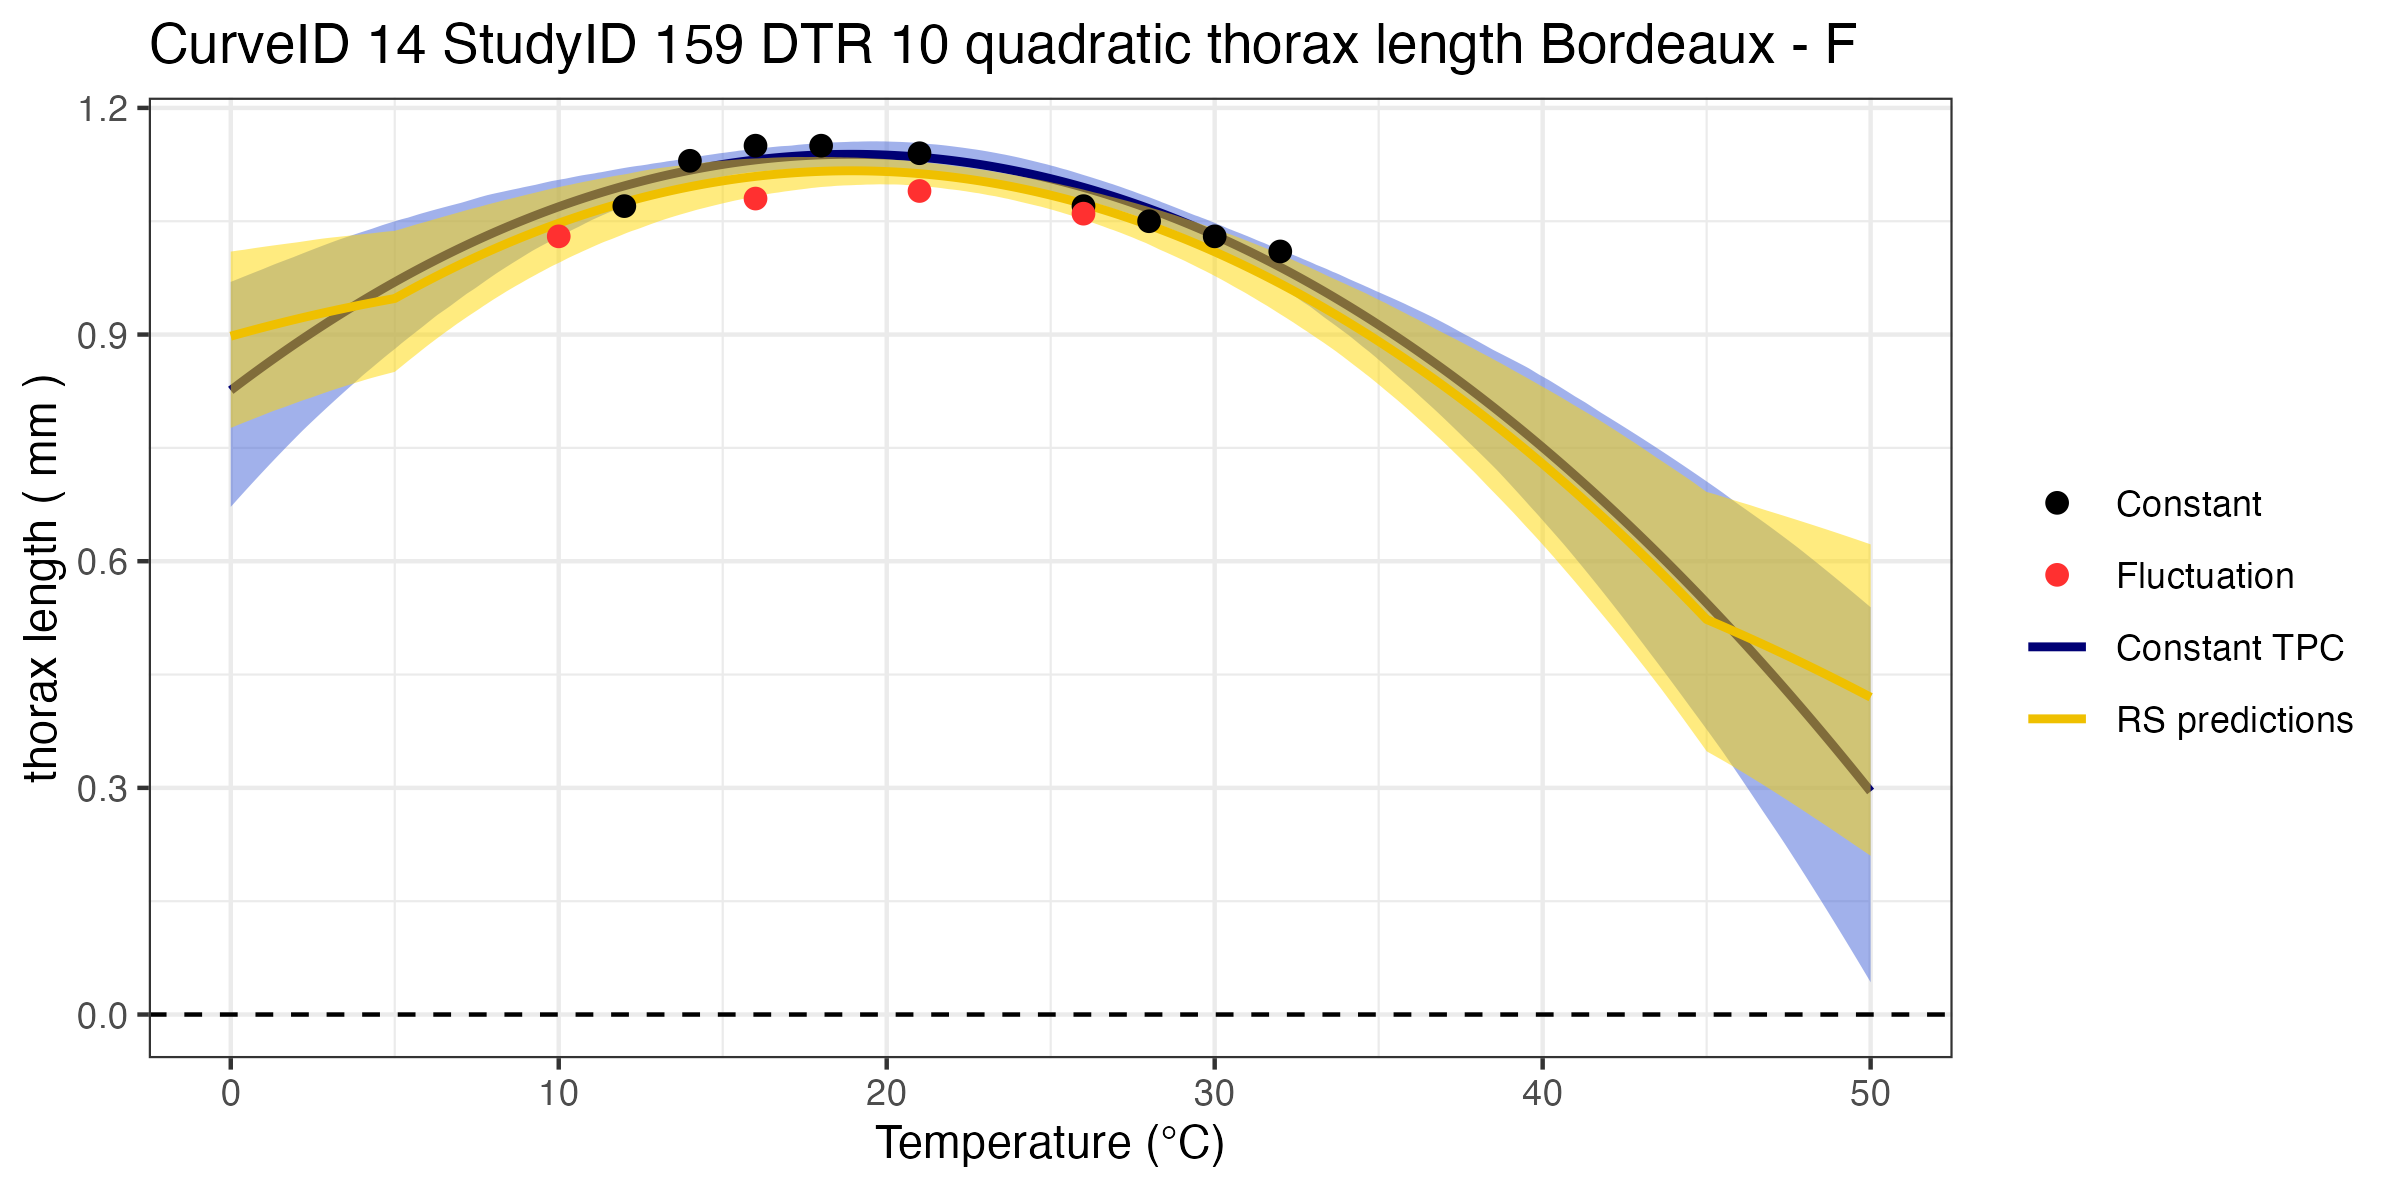 CurveID 14 StudyID 159 DTR 10 quadratic thorax length Bordeaux - F
thorax length ( mm )
1.2
0.9
0.6
0.3
0.0
0 10 20 30 40 50
Temperature (°C)
Constant
Fluctuation
Constant TPC
RS predictions